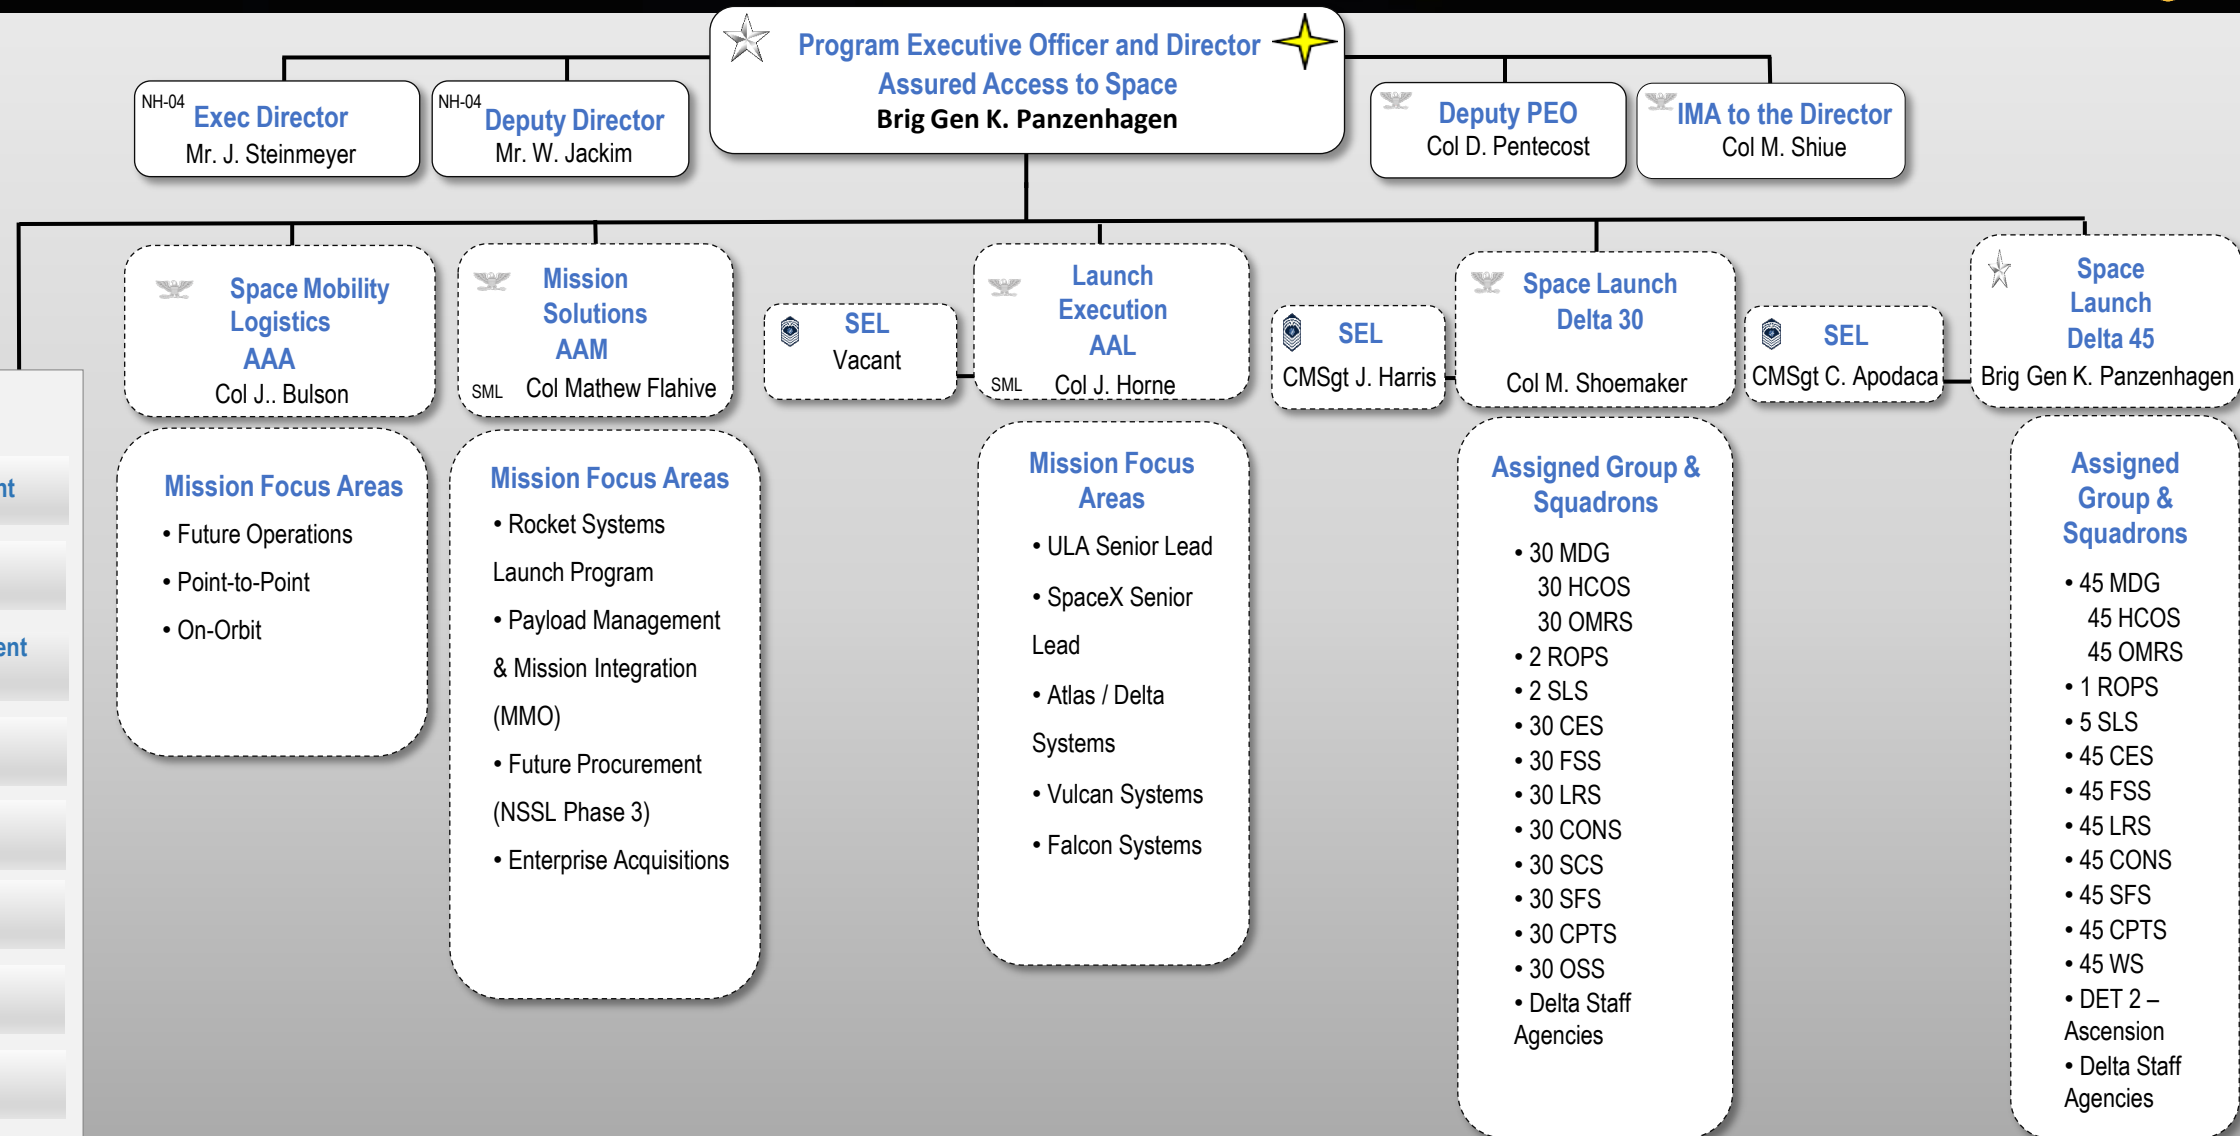 Program Executive Officer and Director
Assured Access to Space
Brig Gen K. Panzenhagen
NH-04
Exec Director
Mr. J. Steinmeyer
NH-04
Deputy Director
Mr. W. Jackim
Deputy PEO
Col D. Pentecost
IMA to the Director
Col M. Shiue
Space Mobility
Logistics
AAA
Col J.. Bulson
Mission Focus Areas
• Future Operations
• Point-to-Point
• On-Orbit
Mission
Solutions
AAM
SML Col Mathew Flahive
Mission Focus Areas
• Rocket Systems
Launch Program
• Payload Management
& Mission Integration
(MMO)
• Future Procurement
(NSSL Phase 3)
• Enterprise Acquisitions
SEL
Vacant
Launch
Execution
AAL
SML Col J. Horne
Mission Focus
Areas
• ULA Senior Lead
• SpaceX Senior
Lead
• Atlas / Delta
Systems
• Vulcan Systems
• Falcon Systems
SEL
CMSgt J. Harris
Space Launch
Delta 30
Col M. Shoemaker
Assigned Group &
Squadrons
• 30 MDG
30 HCOS
30 OMRS
• 2 ROPS
• 2 SLS
• 30 CES
• 30 FSS
• 30 LRS
• 30 CONS
• 30 SCS
• 30 SFS
• 30 CPTS
• 30 OSS
• Delta Staff
Agencies
SEL
CMSgt C. Apodaca
Space
Launch
Delta 45
Brig Gen K. Panzenhagen
Assigned
Group &
Squadrons
• 45 MDG
45 HCOS
45 OMRS
• 1 ROPS
• 5 SLS
• 45 CES
• 45 FSS
• 45 LRS
• 45 CONS
• 45 SFS
• 45 CPTS
• 45 WS
• DET 2 –
Ascension
• Delta Staff
Agencies